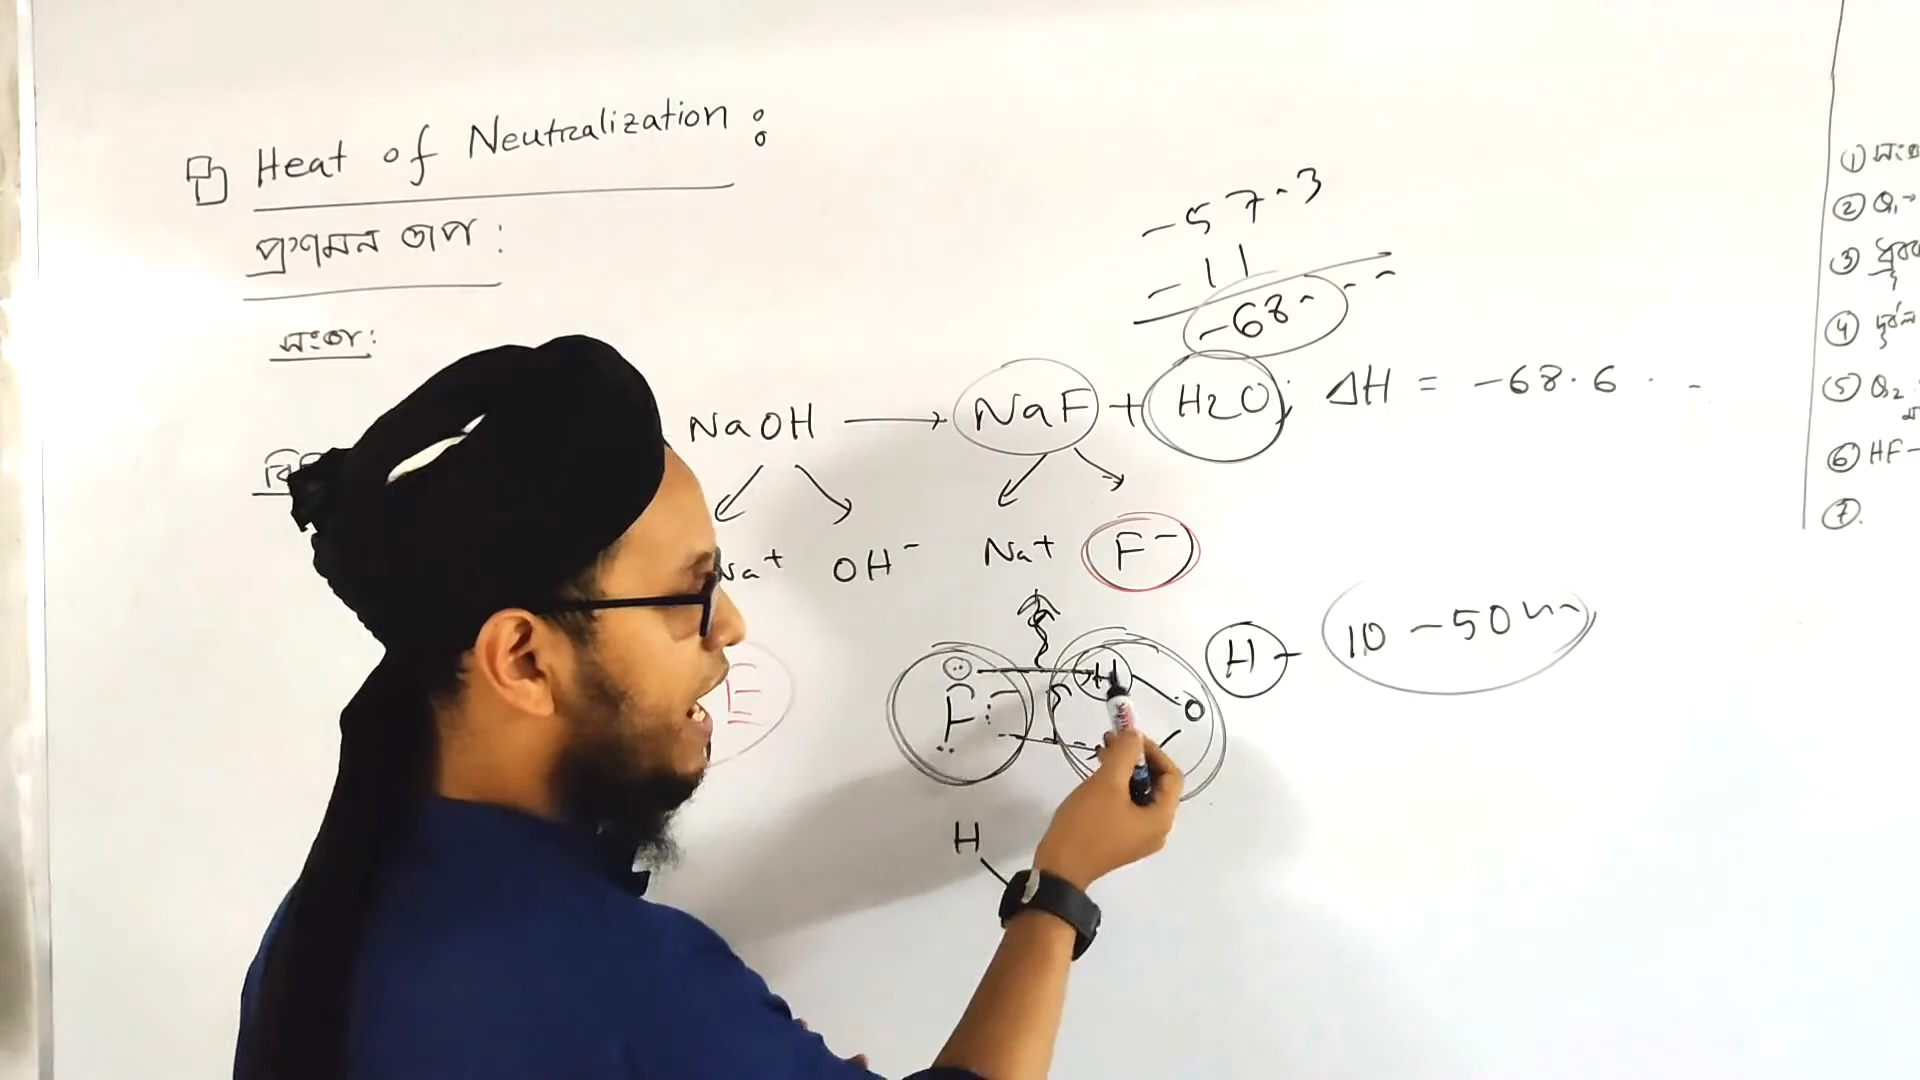 Heat of Neutralization :
প্রশমন তাপ :
সংজ্ঞা:
-57.3
-11
-68
NaOH → NaF + H2O; ΔH = -68.6
Na+ OH- Na+ F-
H - 10 - 50
F H O
H
①
② Q1→
③
④
⑤ Q2
⑥ HF-
⑦.